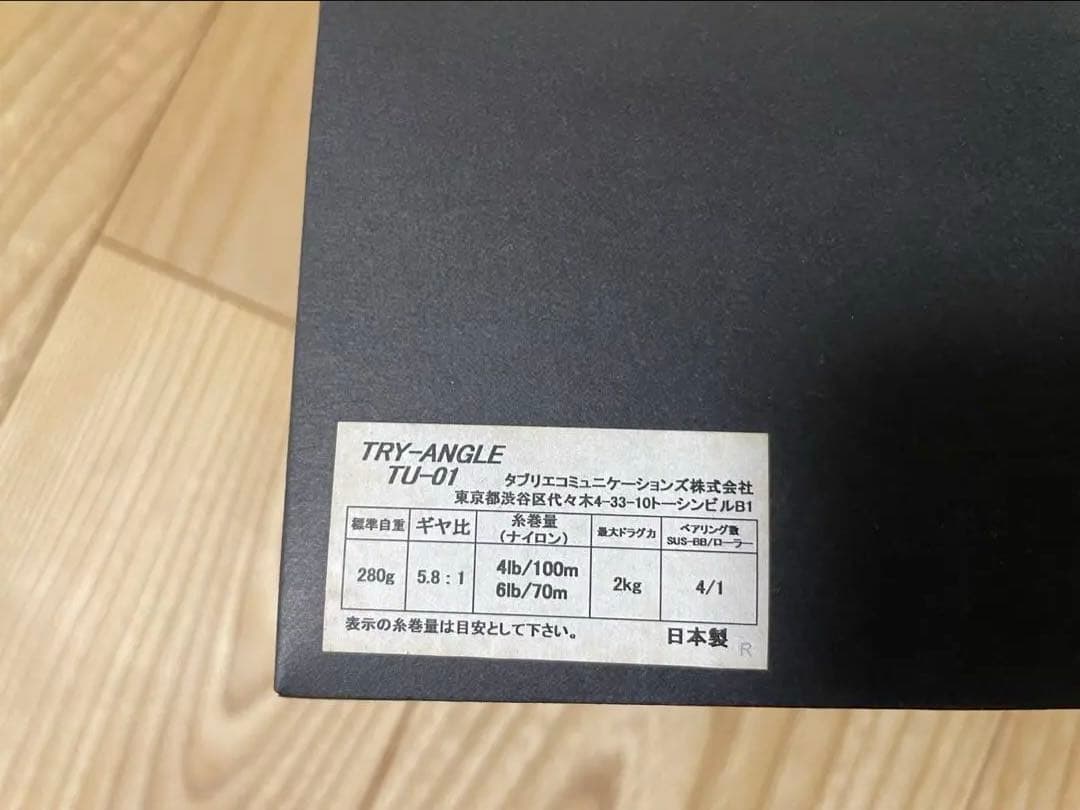 TRY-ANGLE
TU-01 タブリエコミュニケーションズ株式会社
東京都渋谷区代々木4-33-10トーシンビルB1
標準自重 ギヤ比 糸巻量(ナイロン) 最大ドラグ力 ベアリング数SUS-BB/ローラー
280g 5.8:1 4lb/100m 6lb/70m 2kg 4/1
表示の糸巻量は目安として下さい。 日本製 R